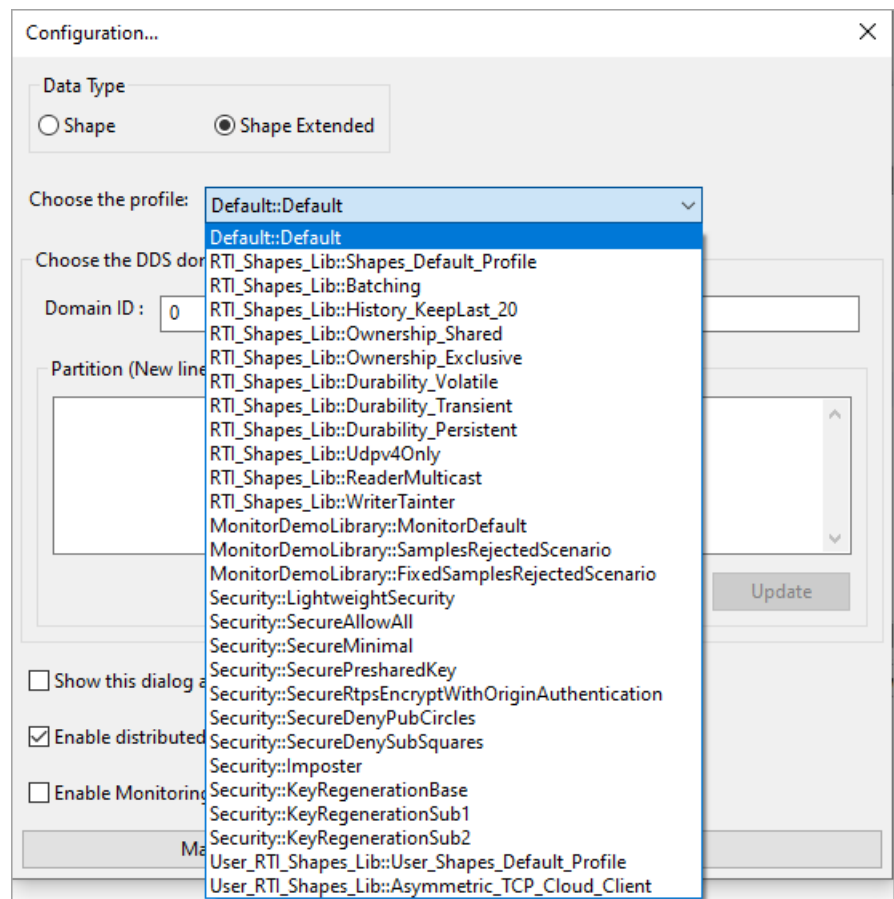 Configuration...
Data Type
Shape
Shape Extended
Choose the profile:
Default::Default
Default::Default
Choose the DDS dor
RTI_Shapes_Lib::Shapes_Default_Profile
RTI_Shapes_Lib::Batching
Domain ID :
0
RTI_Shapes_Lib::History_KeepLast_20
RTI_Shapes_Lib::Ownership_Shared
RTI_Shapes_Lib::Ownership_Exclusive
Partition (New line
RTI_Shapes_Lib::Durability_Volatile
RTI_Shapes_Lib::Durability_Transient
RTI_Shapes_Lib::Durability_Persistent
RTI_Shapes_Lib::Udpv4Only
RTI_Shapes_Lib::ReaderMulticast
RTI_Shapes_Lib::WriterTainter
MonitorDemoLibrary::MonitorDefault
MonitorDemoLibrary::SamplesRejectedScenario
MonitorDemoLibrary::FixedSamplesRejectedScenario
Update
Security::LightweightSecurity
Security::SecureAllowAll
Security::SecureMinimal
Security::SecurePresharedKey
Show this dialog a
Security::SecureRtpsEncryptWithOriginAuthentication
Security::SecureDenyPubCircles
Enable distributed
Security::SecureDenySubSquares
Security::Imposter
Security::KeyRegenerationBase
Enable Monitoring
Security::KeyRegenerationSub1
Security::KeyRegenerationSub2
Ma
User_RTI_Shapes_Lib::User_Shapes_Default_Profile
User_RTI_Shapes_Lib::Asymmetric_TCP_Cloud_Client